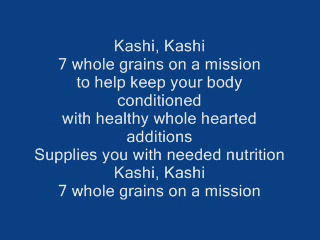 Kashi, Kashi
7 whole grains on a mission
to help keep your body
conditioned
with healthy whole hearted
additions
Supplies you with needed nutrition
Kashi, Kashi
7 whole grains on a mission